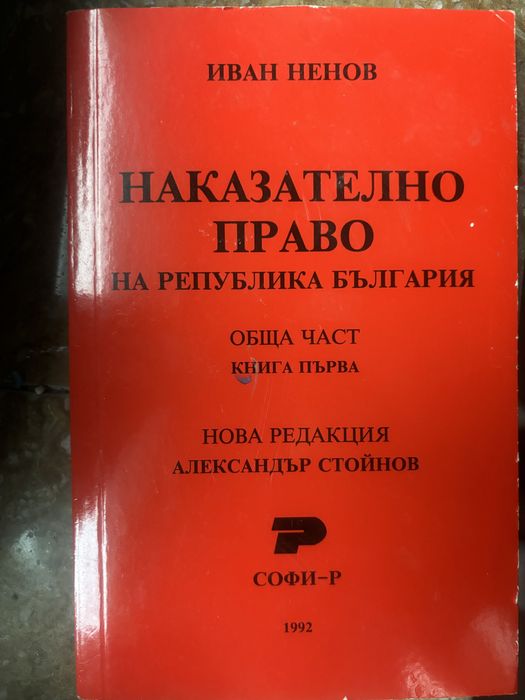 ИВАН НЕНОВ
НАКАЗАТЕЛНО
ПРАВО
НА РЕПУБЛИКА БЪЛГАРИЯ
ОБЩА ЧАСТ
КНИГА ПЪРВА
НОВА РЕДАКЦИЯ
АЛЕКСАНДЪР СТОЙНОВ
СОФИ-Р
1992